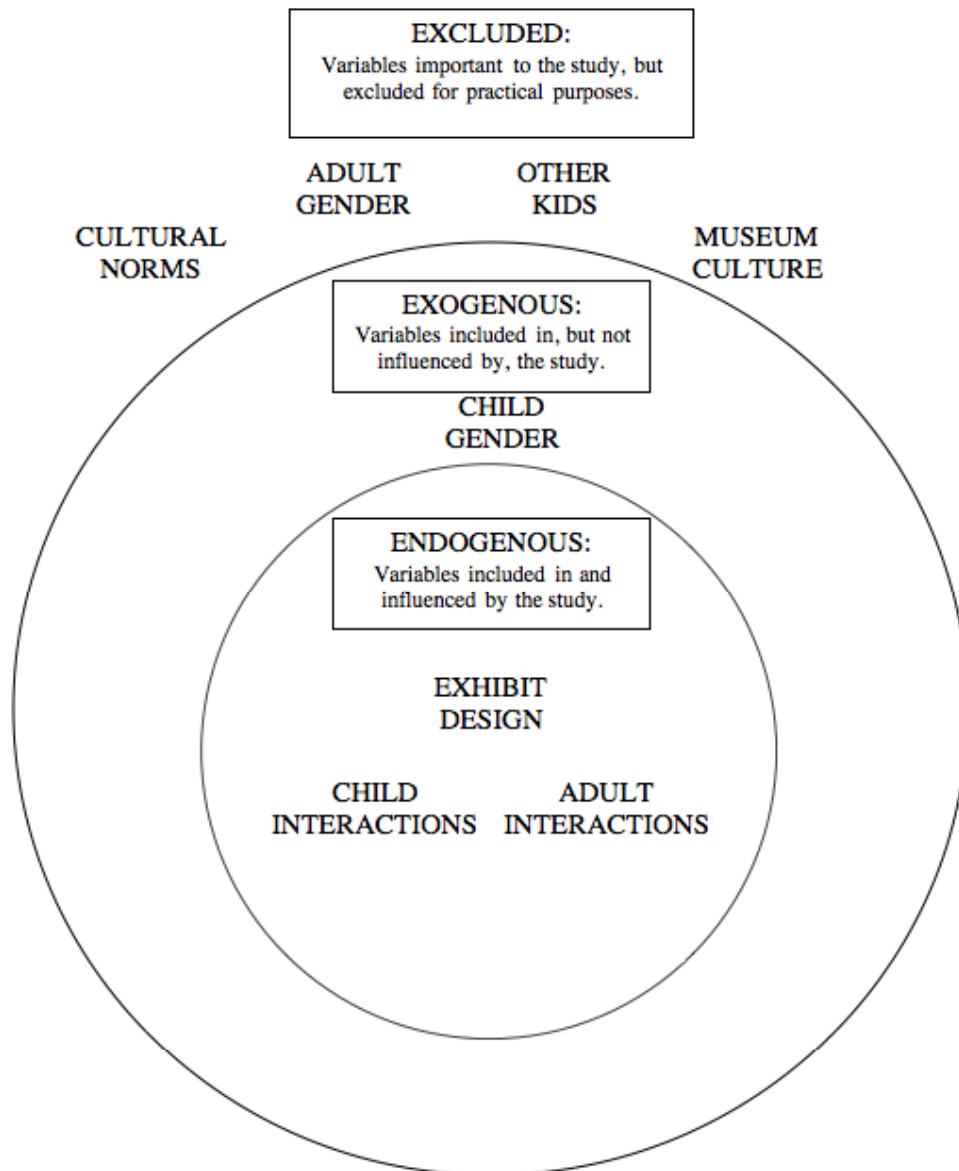 EXCLUDED:
Variables important to the study, but
excluded for practical purposes.
ADULT
GENDER
OTHER
KIDS
CULTURAL
NORMS
MUSEUM
CULTURE
EXOGENOUS:
Variables included in, but not
influenced by, the study.
CHILD
GENDER
ENDOGENOUS:
Variables included in and
influenced by the study.
EXHIBIT
DESIGN
CHILD
INTERACTIONS
ADULT
INTERACTIONS